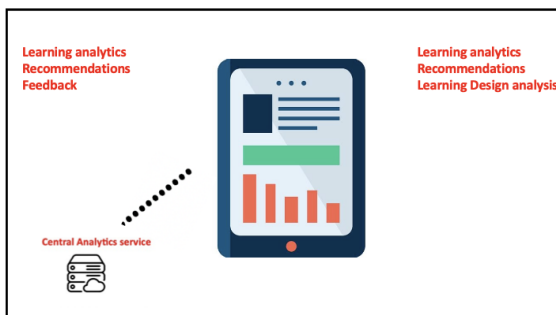 Learning analytics
Recommendations
Feedback
Learning analytics
Recommendations
Learning Design analysis
Central Analytics service